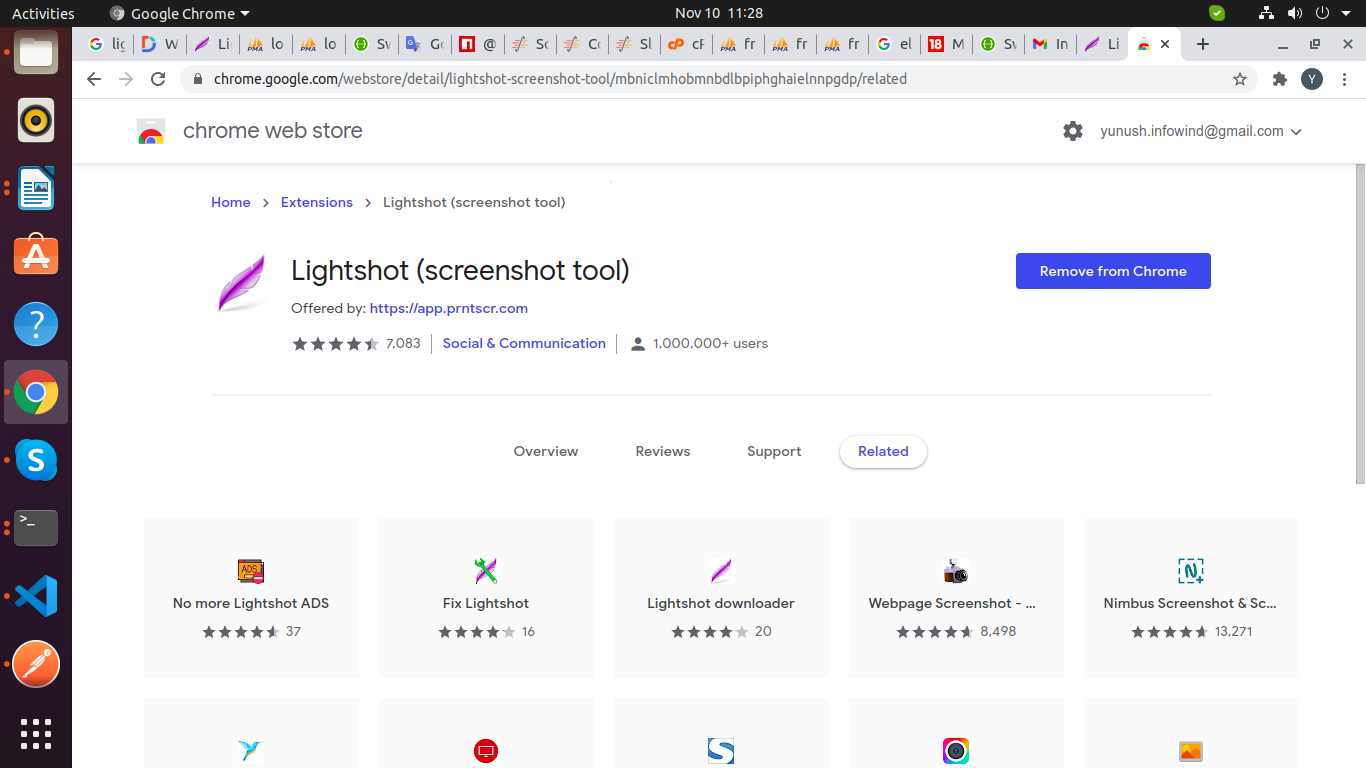 Activities Google Chrome Nov 10 11:28
lig W Li lo lo Sw Go @ Sc Co Sl cP fr fr fr el M Sw In Li
chrome.google.com/webstore/detail/lightshot-screenshot-tool/mbniclmhobmnbdlbpiphghaielnnpgdp/related Y
chrome web store yunush.infowind@gmail.com
Home > Extensions > Lightshot (screenshot tool)
Lightshot (screenshot tool)
Remove from Chrome
Offered by: https://app.prntscr.com
7,083 Social & Communication 1,000,000+ users
Overview Reviews Support Related
No more Lightshot ADS Fix Lightshot Lightshot downloader Webpage Screenshot - ... Nimbus Screenshot & Sc...
37 16 20 8,498 13,271